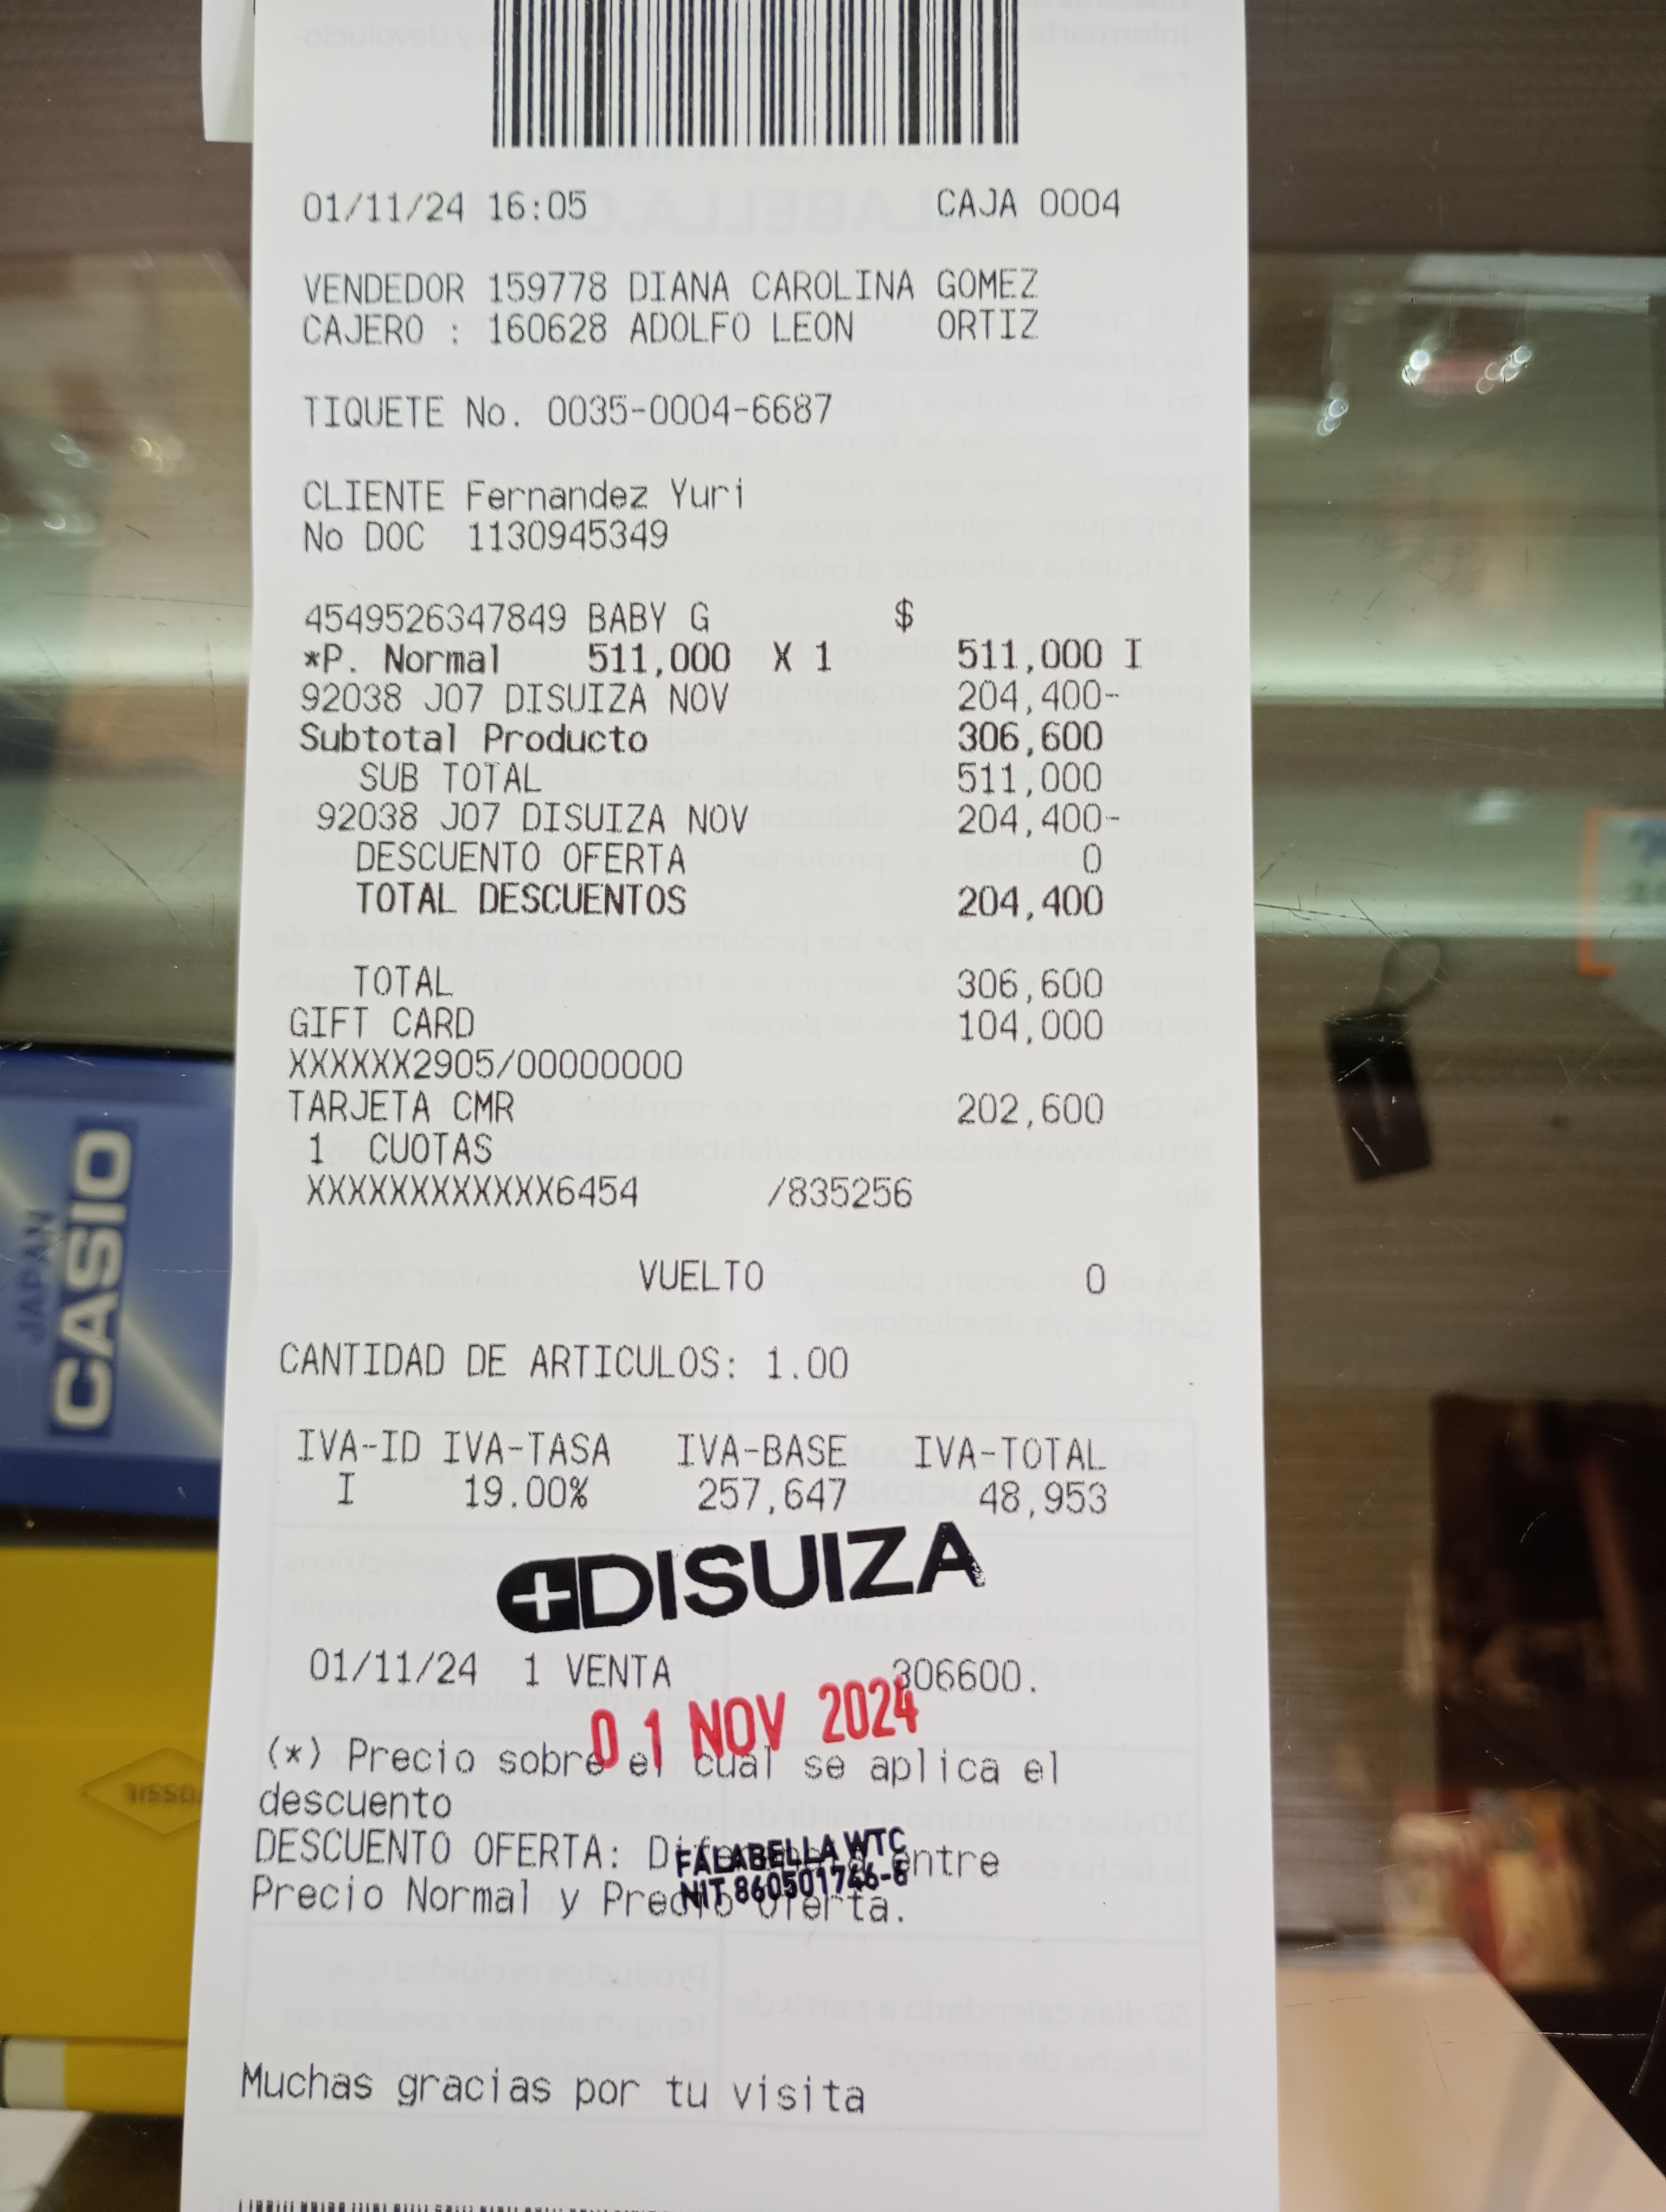 01/11/24 16:05 CAJA 0004
VENDEDOR 159778 DIANA CAROLINA GOMEZ
CAJERO : 160628 ADOLFO LEON ORTIZ
TIQUETE No. 0035-0004-6687
CLIENTE Fernandez Yuri
No DOC 1130945349
4549526347849 BABY G $
*P. Normal 511,000 X 1 511,000 I
92038 J07 DISUIZA NOV 204,400-
Subtotal Producto 306,600
SUB TOTAL 511,000
92038 J07 DISUIZA NOV 204,400-
DESCUENTO OFERTA 0
TOTAL DESCUENTOS 204,400
TOTAL 306,600
GIFT CARD 104,000
XXXXXX2905/00000000
TARJETA CMR 202,600
1 CUOTAS
XXXXXXXXXXXX6454 /835256
VUELTO 0
CANTIDAD DE ARTICULOS: 1.00
IVA-ID IVA-TASA IVA-BASE IVA-TOTAL
I 19.00% 257,647 48,953
DISUIZA
01/11/24 1 VENTA 306600.
01 NOV 2024
(*) Precio sobre el cual se aplica el
descuento
DESCUENTO OFERTA: Diferencia entre
Precio Normal y Precio Oferta.
FALABELLA WTC
NIT 860501746-6
Muchas gracias por tu visita
JAPAN
CASIO